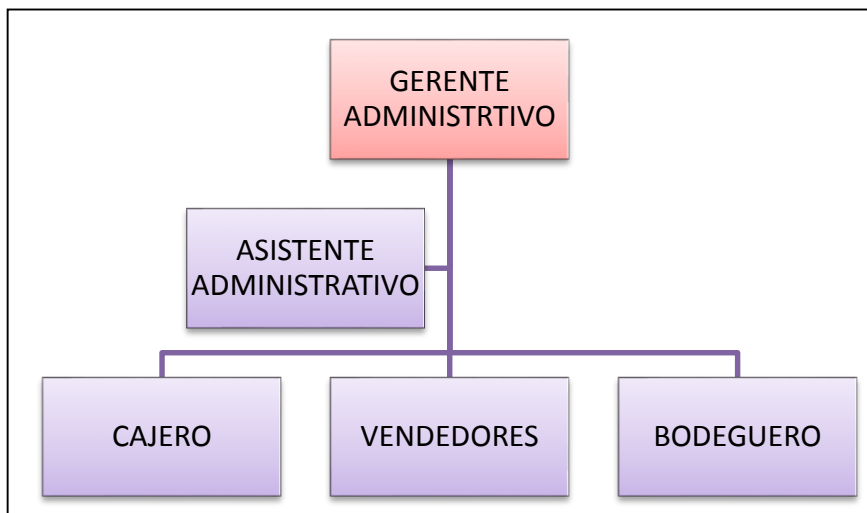 GERENTE
ADMINISTRTIVO
ASISTENTE
ADMINISTRATIVO
CAJERO
VENDEDORES
BODEGUERO